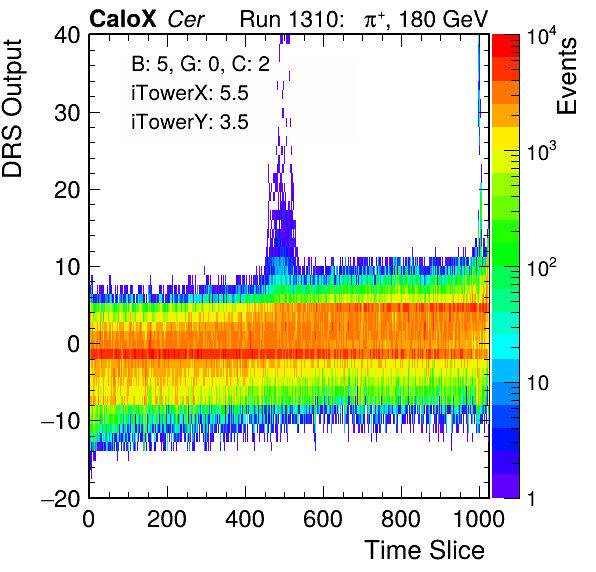 CaloX Cer Run 1310: π⁺, 180 GeV
B: 5, G: 0, C: 2
iTowerX: 5.5
iTowerY: 3.5
DRS Output
40
30
20
10
0
−10
−20
0 200 400 600 800 1000
Time Slice
Events
10⁴
10³
10²
10
1